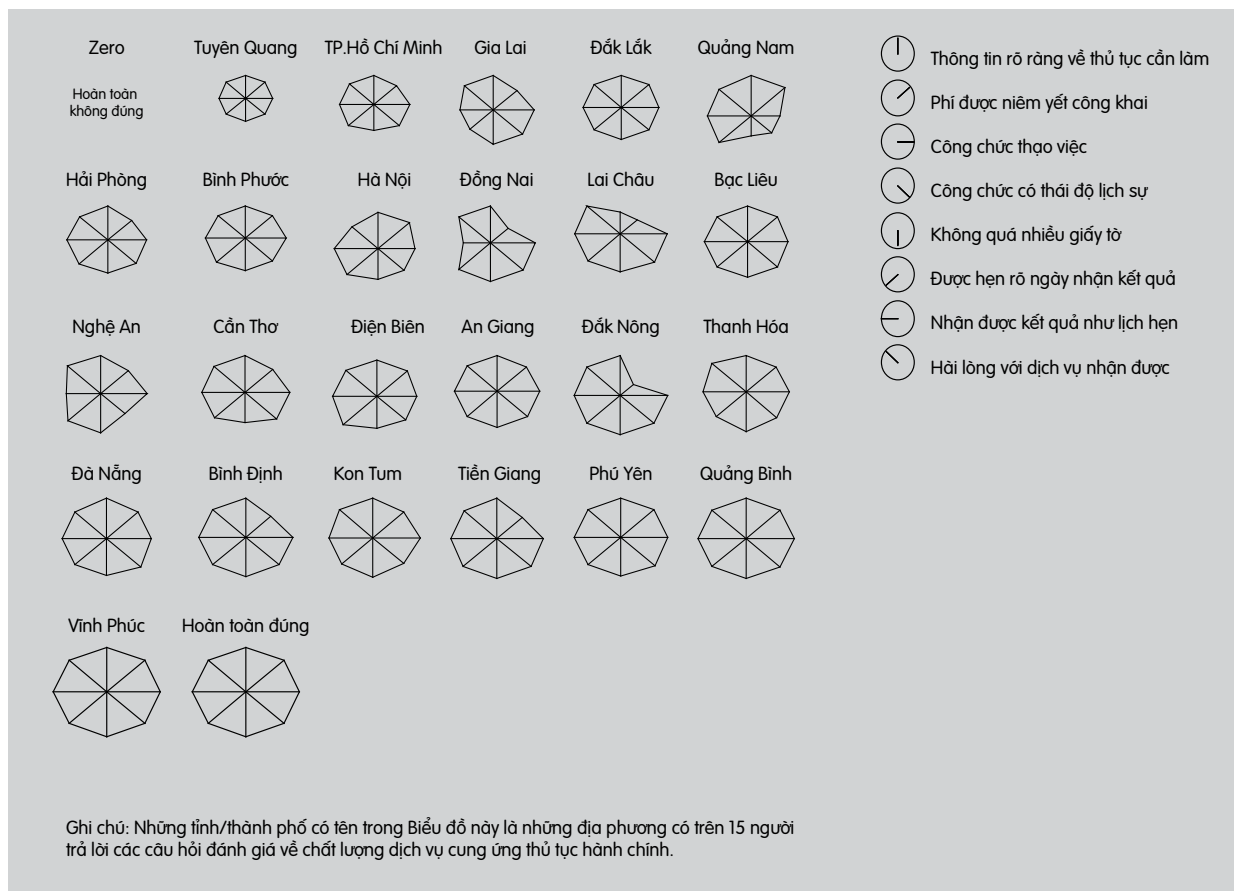 Zero
Tuyên Quang
TP.Hồ Chí Minh
Gia Lai
Đắk Lắk
Quảng Nam
Hoàn toàn
không đúng
Hải Phòng
Bình Phước
Hà Nội
Đồng Nai
Lai Châu
Bạc Liêu
Nghệ An
Cần Thơ
Điện Biên
An Giang
Đắk Nông
Thanh Hóa
Đà Nẵng
Bình Định
Kon Tum
Tiền Giang
Phú Yên
Quảng Bình
Vĩnh Phúc
Hoàn toàn đúng
Thông tin rõ ràng về thủ tục cần làm
Phí được niêm yết công khai
Công chức thạo việc
Công chức có thái độ lịch sự
Không quá nhiều giấy tờ
Được hẹn rõ ngày nhận kết quả
Nhận được kết quả như lịch hẹn
Hài lòng với dịch vụ nhận được
Ghi chú: Những tỉnh/thành phố có tên trong Biểu đồ này là những địa phương có trên 15 người
trả lời các câu hỏi đánh giá về chất lượng dịch vụ cung ứng thủ tục hành chính.